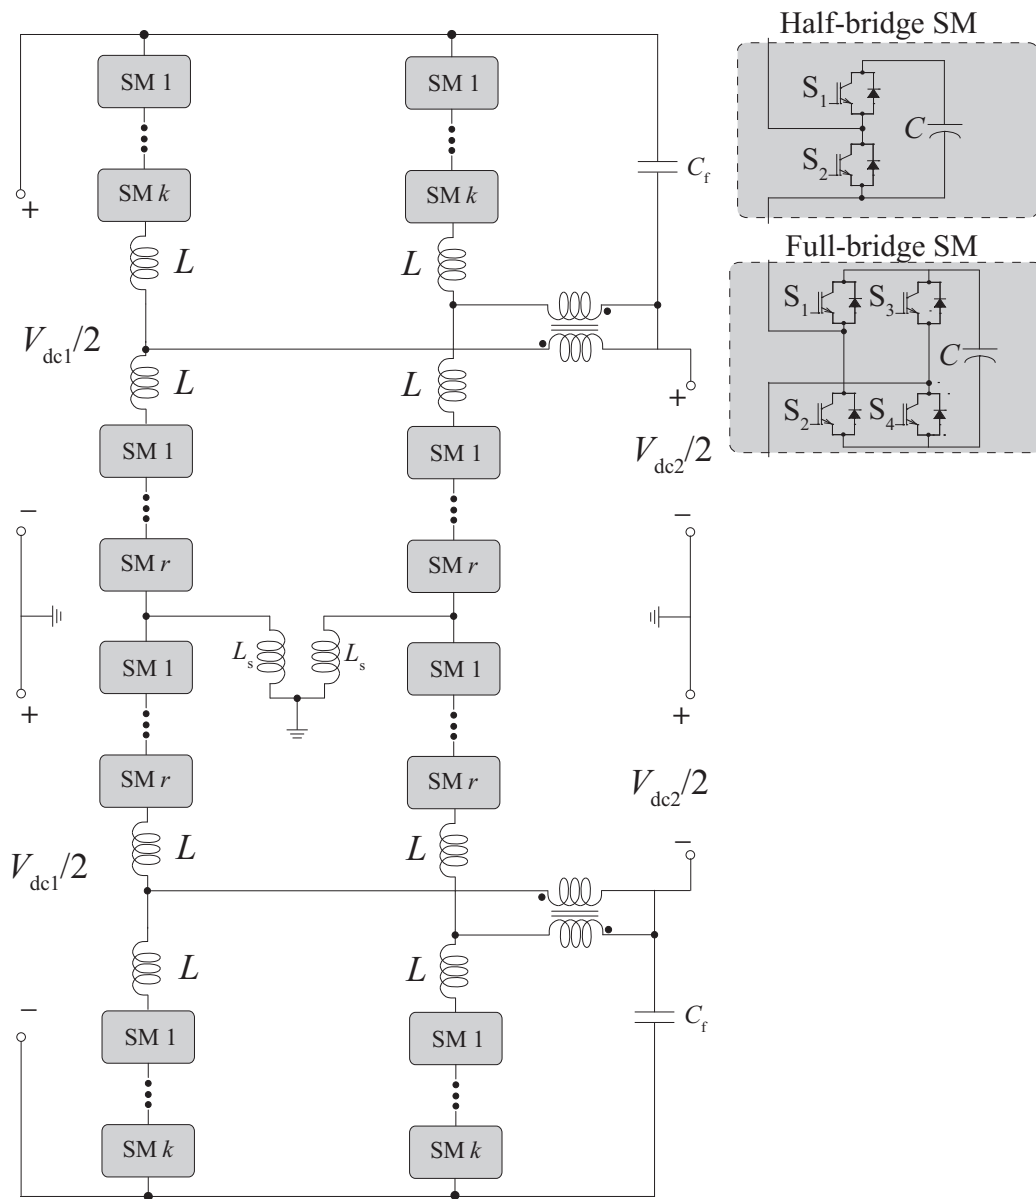 Half-bridge SM
SM 1
SM 1
S1
C
S2
SM k
SM k
Cf
+
L
L
Full-bridge SM
S1
S3
C
S2
S4
Vdc1/2
L
L
+
SM 1
SM 1
Vdc2/2
−
−
SM r
SM r
Ls
Ls
SM 1
SM 1
+
+
SM r
SM r
Vdc2/2
L
L
−
Vdc1/2
L
L
−
SM 1
SM 1
Cf
SM k
SM k